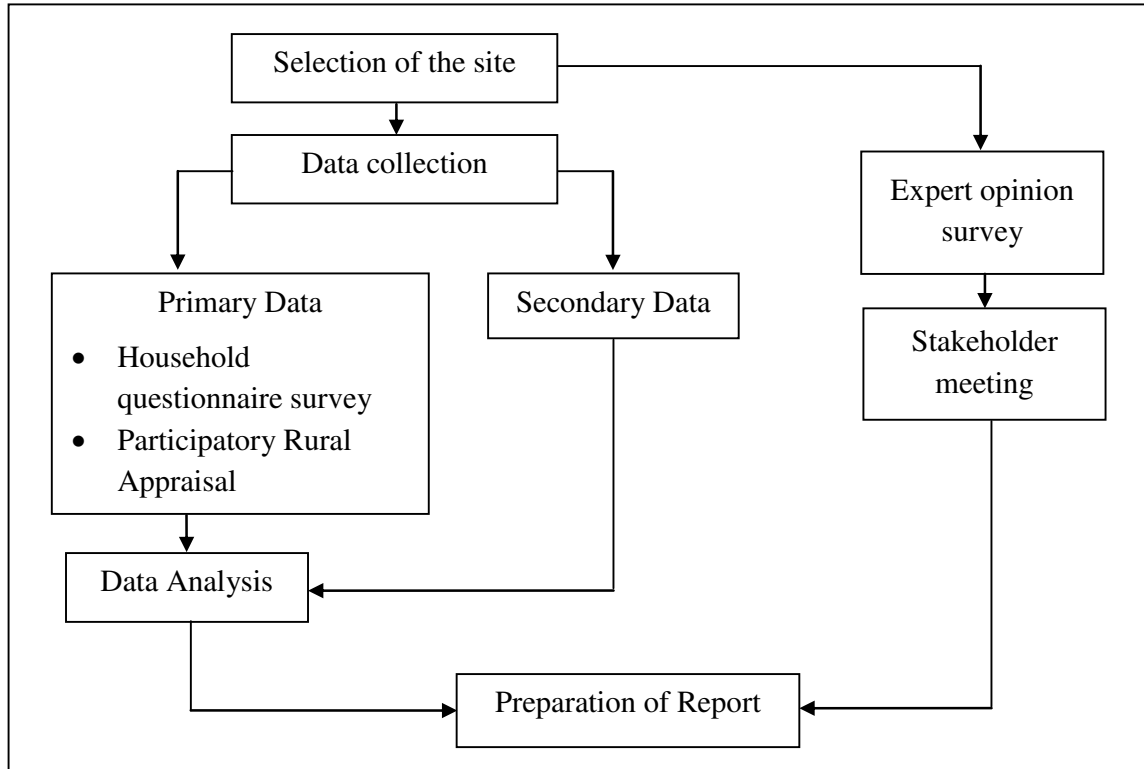 Selection of the site
Data collection
Expert opinion
survey
Primary Data
• Household
questionnaire survey
• Participatory Rural
Appraisal
Secondary Data
Stakeholder
meeting
Data Analysis
Preparation of Report